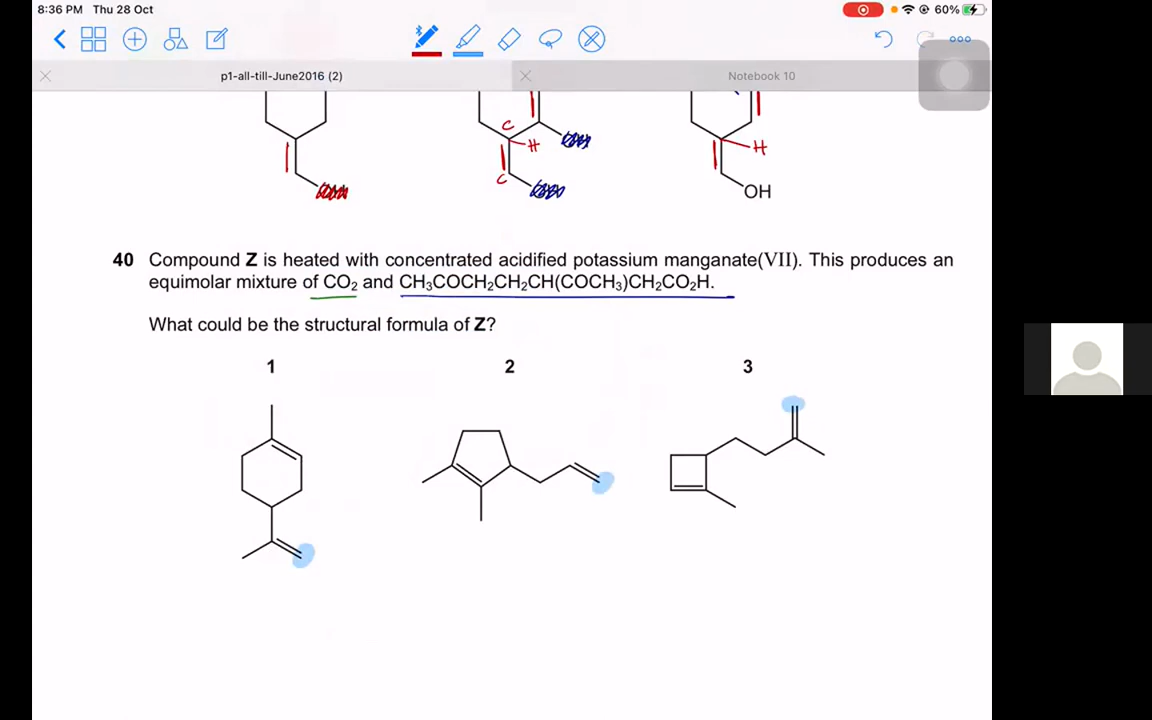 8:36 PM Thu 28 Oct
60%
p1-all-till-June2016 (2)
Notebook 10
C
H
C
H
OH
40 Compound Z is heated with concentrated acidified potassium manganate(VII). This produces an
equimolar mixture of CO₂ and CH₃COCH₂CH₂CH(COCH₃)CH₂CO₂H.
What could be the structural formula of Z?
1 2 3